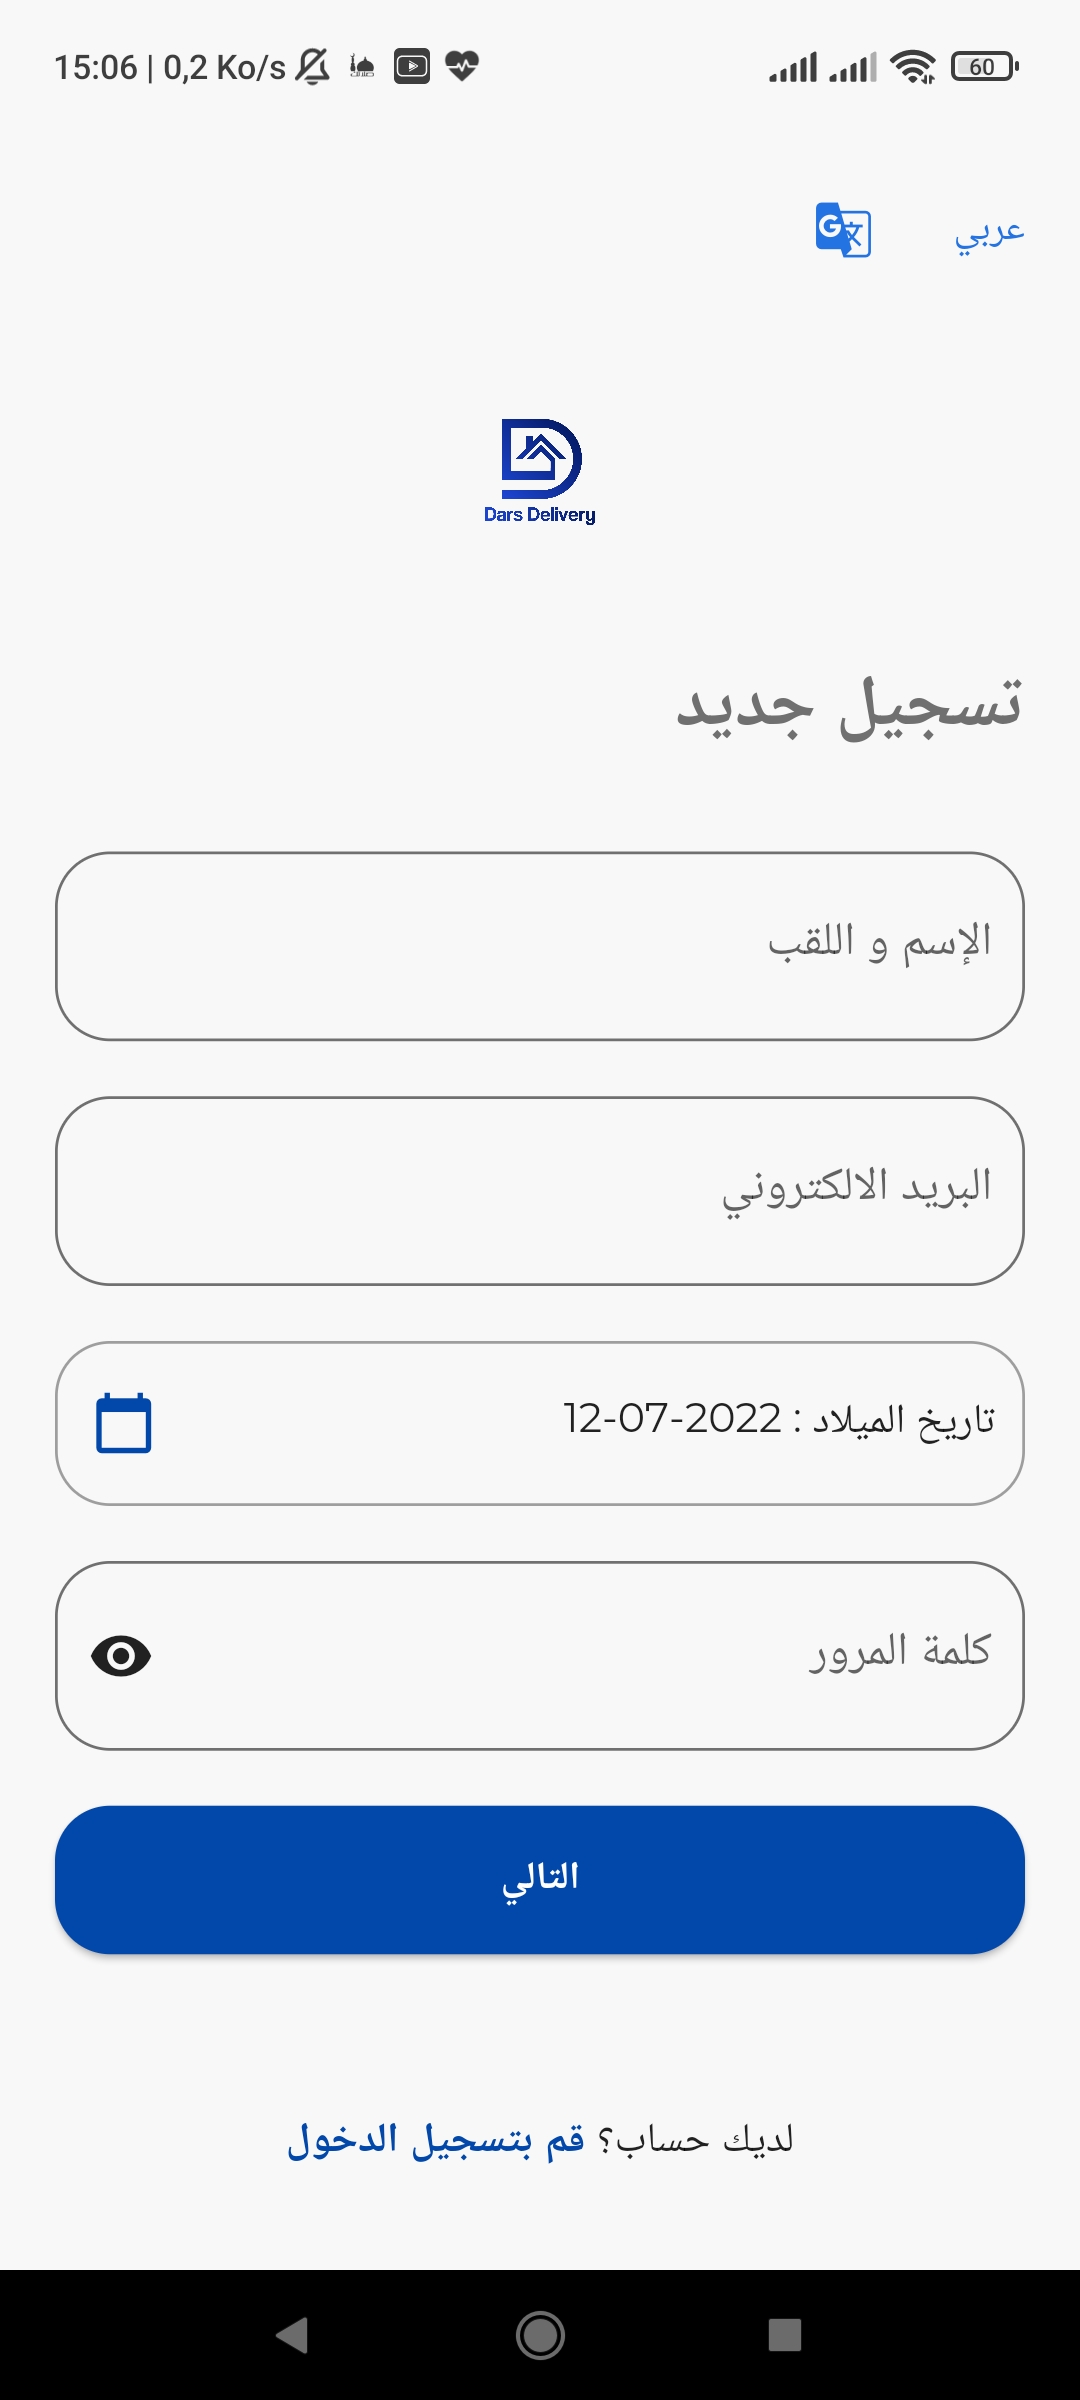 15:06 | 0,2 Ko/s
60
عربي
Dars Delivery
تسجيل جديد
الإسم و اللقب
البريد الالكتروني
تاريخ الميلاد : 2022-07-12
كلمة المرور
التالي
لديك حساب؟ قم بتسجيل الدخول